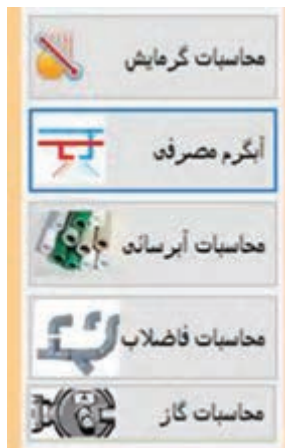 محاسبات گرمایش
آبگرم مصرفی
محاسبات آبرسانی
محاسبات فاضلاب
محاسبات گاز